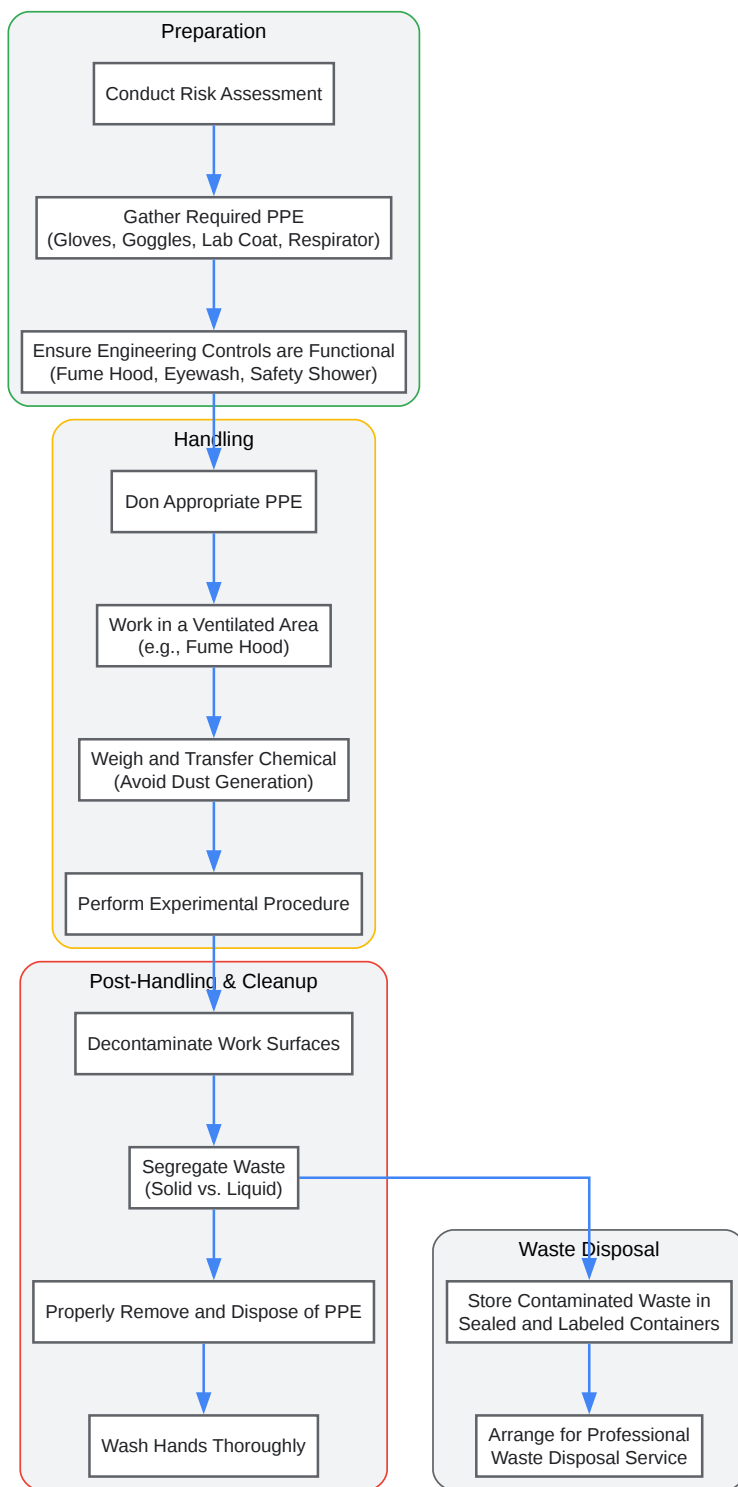 Preparation
Conduct Risk Assessment
Gather Required PPE
(Gloves, Goggles, Lab Coat, Respirator)
Ensure Engineering Controls are Functional
(Fume Hood, Eyewash, Safety Shower)
Handling
Don Appropriate PPE
Work in a Ventilated Area
(e.g., Fume Hood)
Weigh and Transfer Chemical
(Avoid Dust Generation)
Perform Experimental Procedure
Post-Handling & Cleanup
Decontaminate Work Surfaces
Segregate Waste
(Solid vs. Liquid)
Properly Remove and Dispose of PPE
Wash Hands Thoroughly
Waste Disposal
Store Contaminated Waste in
Sealed and Labeled Containers
Arrange for Professional
Waste Disposal Service